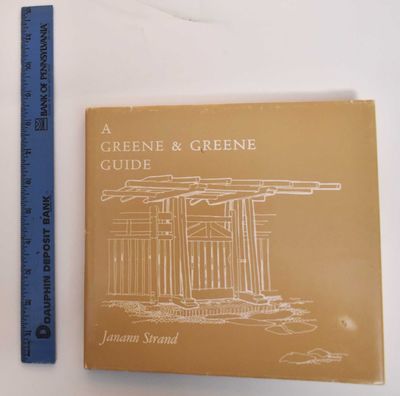 A
GREENE & GREENE
GUIDE
Janann Strand
BANK OF PENNSYLVANIA
DAUPHIN DEPOSIT BANK